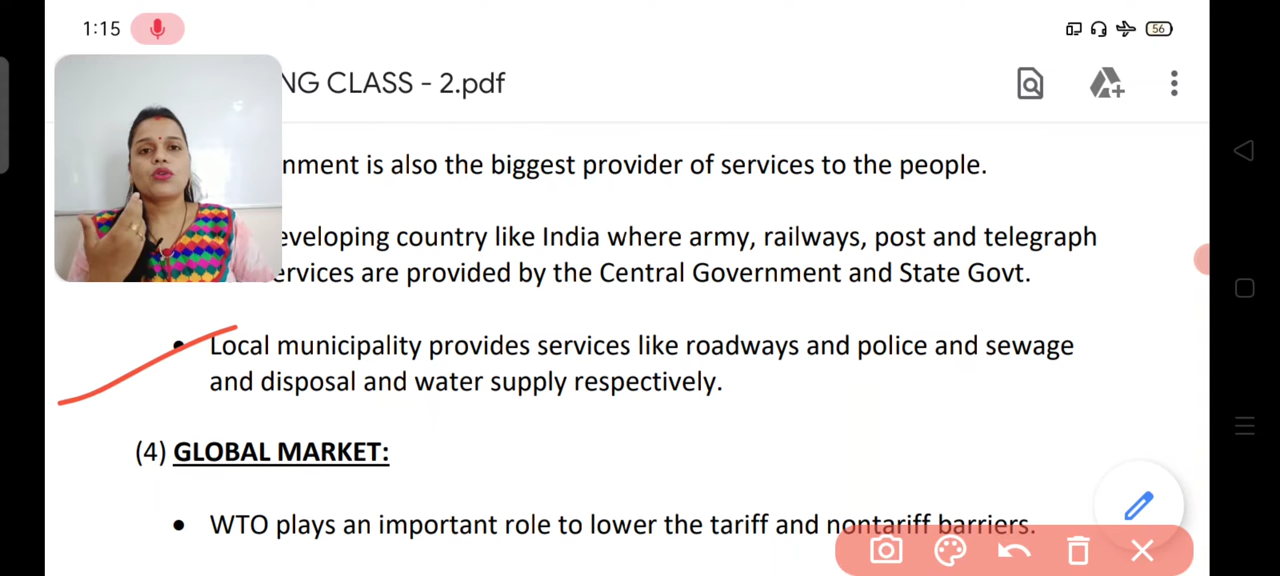 1:15
56
NG CLASS - 2.pdf
nment is also the biggest provider of services to the people.
eveloping country like India where army, railways, post and telegraph
ervices are provided by the Central Government and State Govt.
• Local municipality provides services like roadways and police and sewage
and disposal and water supply respectively.
(4) GLOBAL MARKET:
• WTO plays an important role to lower the tariff and nontariff barriers.